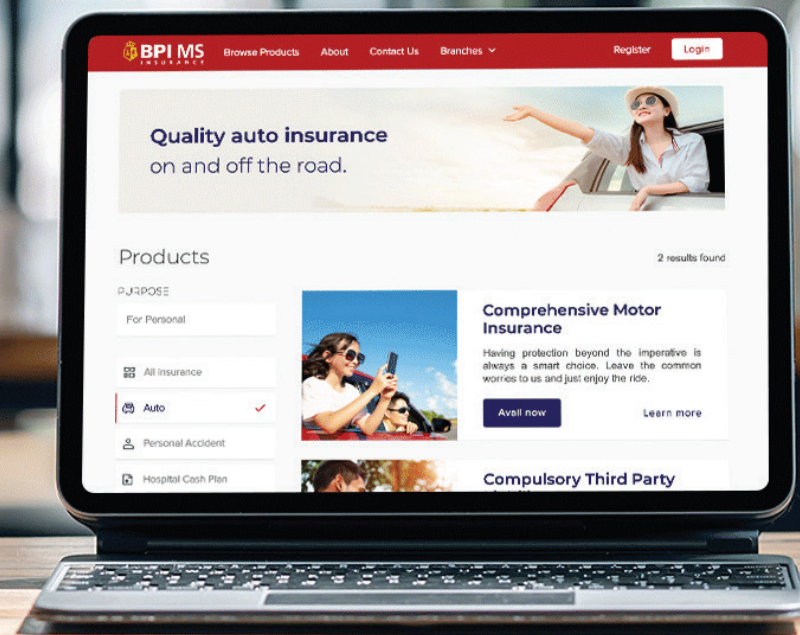 BPI MS
INSURANCE
Browse Products
About
Contact Us
Branches
Register
Login
Quality auto insurance
on and off the road.
Products
2 results found
PURPOSE
For Personal
All Insurance
Auto
Personal Accident
Hospital Cash Plan
Comprehensive Motor
Insurance
Having protection beyond the imperative is
always a smart choice. Leave the common
worries to us and just enjoy the ride.
Avail now
Learn more
Compulsory Third Party